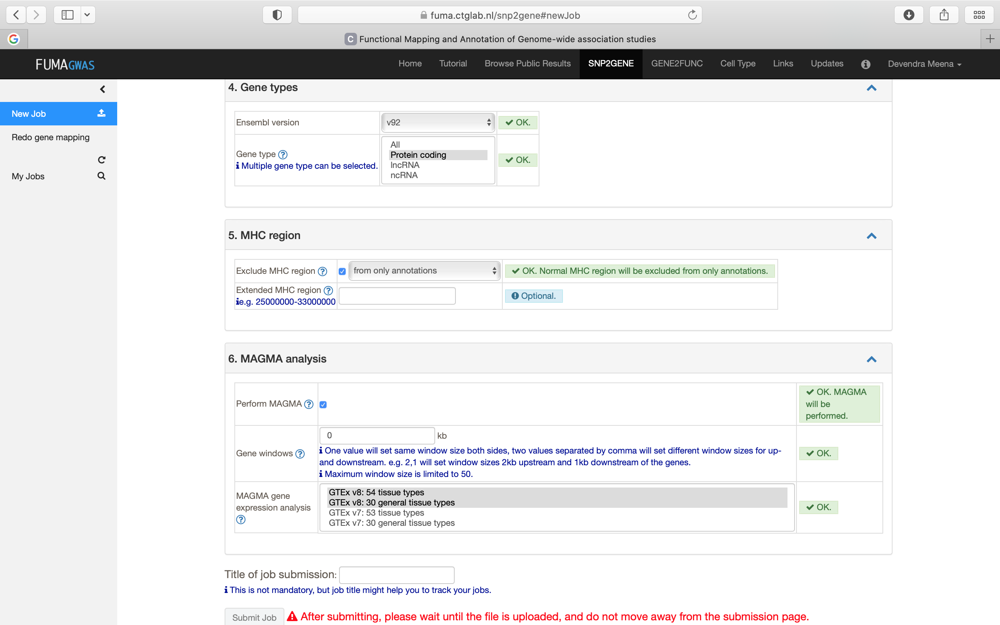 fuma.ctglab.nl/snp2gene#newJob
C Functional Mapping and Annotation of Genome-wide association studies
FUMAGWAS Home Tutorial Browse Public Results SNP2GENE GENE2FUNC Cell Type Links Updates Devendra Meena
New Job
Redo gene mapping
My Jobs
4. Gene types
Ensembl version v92 OK.
Gene type ?
Multiple gene type can be selected.
All
Protein coding
lncRNA
ncRNA
OK.
5. MHC region
Exclude MHC region ? from only annotations OK. Normal MHC region will be excluded from only annotations.
Extended MHC region ?
e.g. 25000000-33000000
Optional.
6. MAGMA analysis
Perform MAGMA ?
OK. MAGMA
will be
performed.
Gene windows ?
0 kb
One value will set same window size both sides, two values separated by comma will set different window sizes for up-
and downstream. e.g. 2,1 will set window sizes 2kb upstream and 1kb downstream of the genes.
Maximum window size is limited to 50.
OK.
MAGMA gene
expression analysis
?
GTEx v8: 54 tissue types
GTEx v8: 30 general tissue types
GTEx v7: 53 tissue types
GTEx v7: 30 general tissue types
OK.
Title of job submission:
This is not mandatory, but job title might help you to track your jobs.
Submit Job After submitting, please wait until the file is uploaded, and do not move away from the submission page.